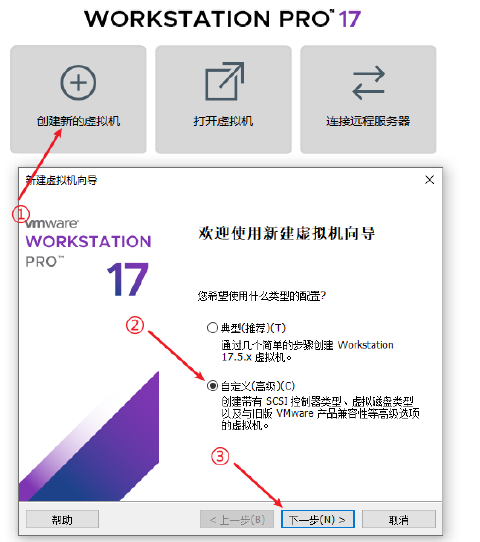 WORKSTATION PRO™ 17
创建新的虚拟机
打开虚拟机
连接远程服务器
①
新建虚拟机向导
vmware
WORKSTATION
PRO™
17
欢迎使用新建虚拟机向导
您希望使用什么类型的配置?
②
典型(推荐)(T)
通过几个简单的步骤创建 Workstation
17.5.x 虚拟机。
自定义(高级)(C)
创建带有 SCSI 控制器类型、虚拟磁盘类型
以及与旧版 VMware 产品兼容性等高级选项
的虚拟机。
③
帮助
< 上一步(B)
下一步(N) >
取消